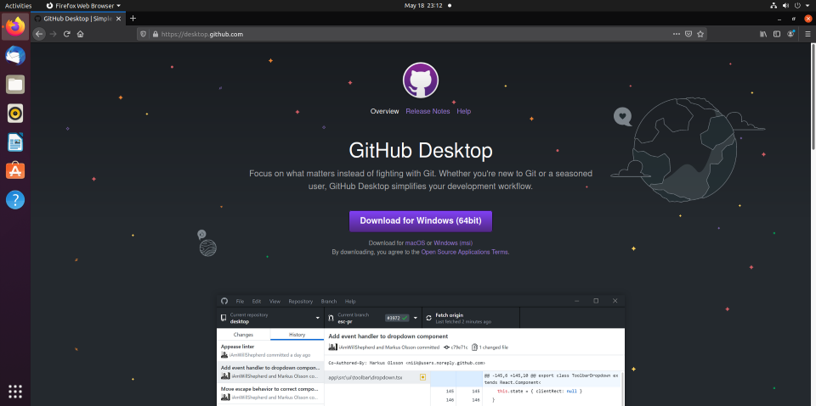 Activities
Firefox Web Browser
May 18 23:12
GitHub Desktop | Simple
https://desktop.github.com
Overview
Release Notes
Help
GitHub Desktop
Focus on what matters instead of fighting with Git. Whether you're new to Git or a seasoned
user, GitHub Desktop simplifies your development workflow.
Download for Windows (64bit)
Download for macOS or Windows (msi)
By downloading, you agree to the Open Source Applications Terms.
File Edit View Repository Branch Help
Current repository
desktop
Current branch
esc-pr
#3972
Fetch origin
Last fetched 3 minutes ago
Changes
History
Add event handler to dropdown component
iAmWillShepherd and Markus Olsson committed
c79e71c
1 changed file
Appease linter
iAmWillShepherd committed a day ago
Add event handler to dropdown compon...
iAmWillShepherd and Markus Olsson co...
Move escape behavior to correct compo...
iAmWillShepherd and Markus Olsson co...
Co-Authored-By: Markus Olsson <niik@users.noreply.github.com>
app\src\ui\toolbar\dropdown.tsx
@@ -145,6 +145,10 @@ export class ToolbarDropdown ex
tends React.Component<
145 145 this.state = { clientRect: null }
146 146 }